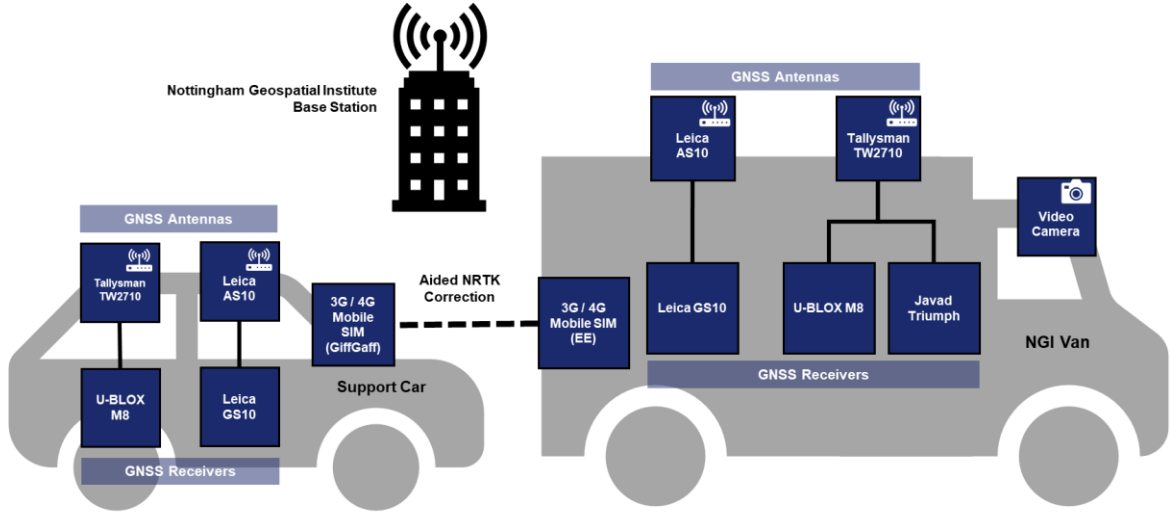 Nottingham Geospatial Institute
Base Station
GNSS Antennas
Leica
AS10
Tallysman
TW2710
Video
Camera
GNSS Antennas
Tallysman
TW2710
Leica
AS10
3G / 4G
Mobile
SIM
(GiffGaff)
Aided NRTK
Correction
3G / 4G
Mobile SIM
(EE)
Leica GS10
U-BLOX M8
Javad
Triumph
NGI Van
U-BLOX
M8
Leica
GS10
Support Car
GNSS Receivers
GNSS Receivers